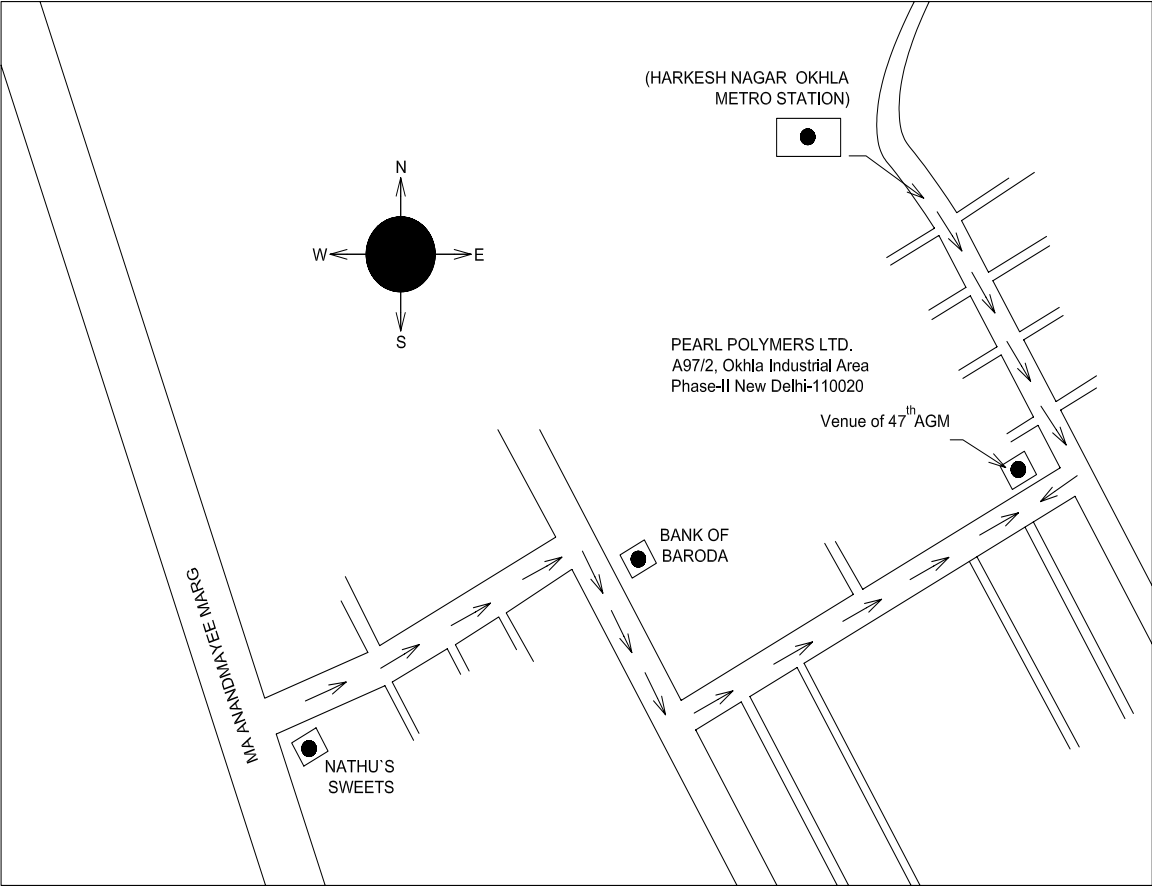 (HARKESH NAGAR OKHLA
METRO STATION)
N
W
E
S
PEARL POLYMERS LTD.
A97/2, Okhla Industrial Area
Phase-II New Delhi-110020
Venue of 47th AGM
BANK OF
BARODA
MA ANANDMAYEE MARG
NATHU`S
SWEETS